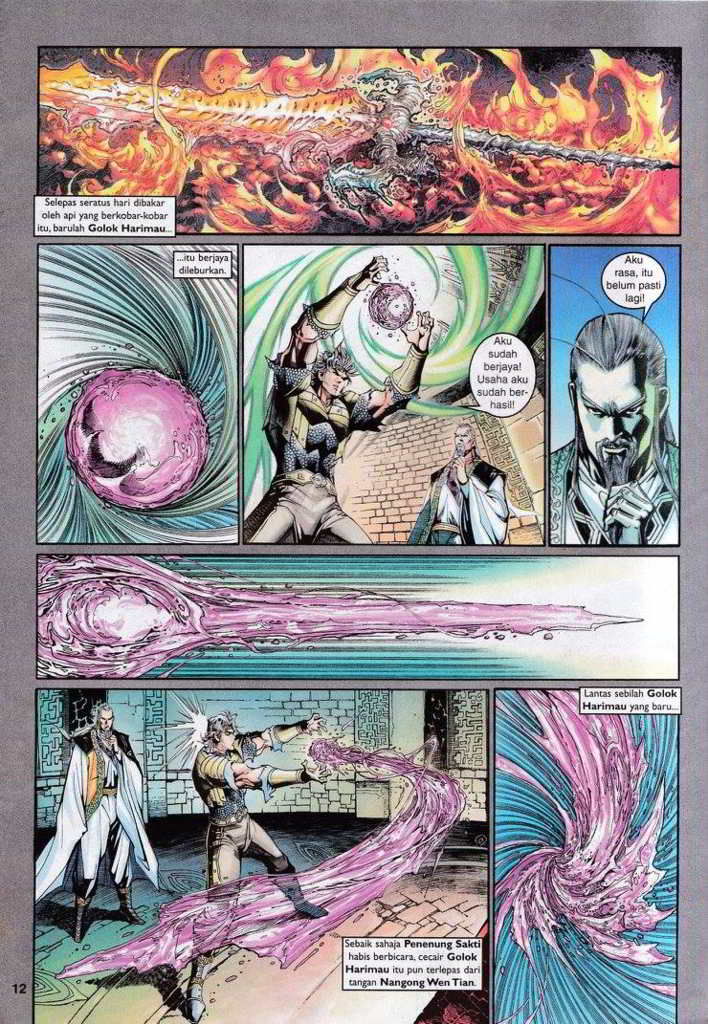 Selepas seratus hari dibakar
oleh api yang berkobar-kobar
itu, barulah Golok Harimau...
...itu berjaya
dileburkan.
Aku
sudah
berjaya!
Usaha aku
sudah ber-
hasil!
Aku
rasa, itu
belum pasti
lagi!
Sebaik sahaja Penenung Sakti
habis berbicara, cecair Golok
Harimau itu pun terlepas dari
tangan Nangong Wen Tian.
Lantas sebilah Golok
Harimau yang baru...
12